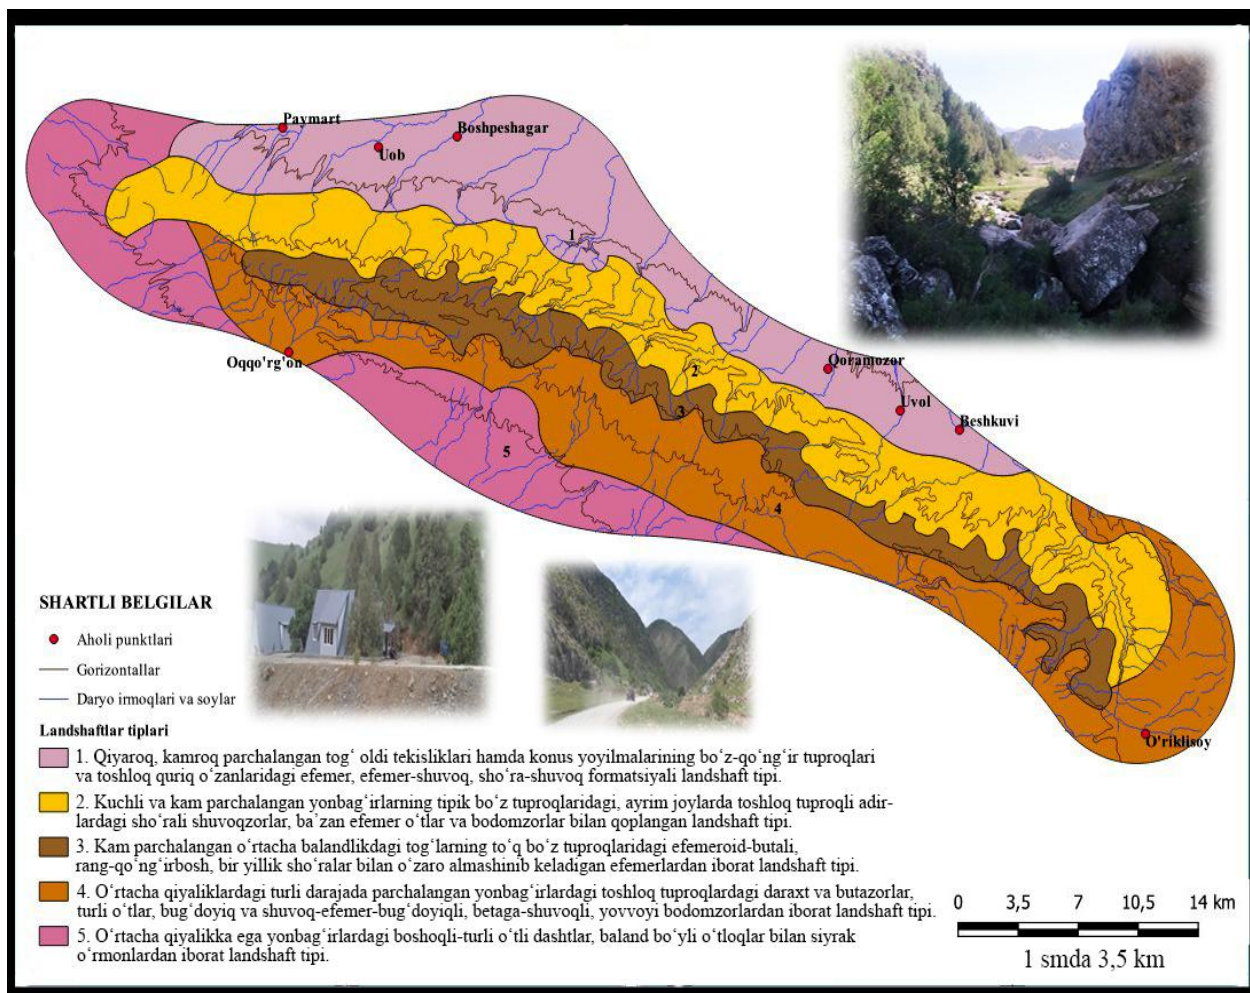 Paymart
Uob
Boshpeshagar
1
Qoramozor
Uvol
Beshkuvi
2
3
Oqqo'rg'on
5
4
O'riklisoy
SHARTLI BELGILAR
Aholi punktlari
Gorizontallar
Daryo irmoqlari va soylar
Landshaftlar tiplari
1. Qiyaroq, kamroq parchalangan tog‘ oldi tekisliklari hamda konus yoyilmalarining bo‘z-qo‘ng‘ir tuproqlari
va toshloq quriq o‘zanlaridagi efemer, efemer-shuvoq, sho‘ra-shuvoq formatsiyali landshaft tipi.
2. Kuchli va kam parchalangan yonbag‘irlarning tipik bo‘z tuproqlaridagi, ayrim joylarda toshloq tuproqli adir-
lardagi sho‘rali shuvoqzorlar, ba’zan efemer o‘tlar va bodomzorlar bilan qoplangan landshaft tipi.
3. Kam parchalangan o‘rtacha balandlikdagi tog‘larning to‘q bo‘z tuproqlaridagi efemeroid-butali,
rang-qo‘ng‘irbosh, bir yillik sho‘ralar bilan o‘zaro almashinib keladigan efemerlardan iborat landshaft tipi.
4. O‘rtacha qiyaliklardagi turli darajada parchalangan yonbag‘irlardagi toshloq tuproqlardagi daraxt va butazorlar,
turli o‘tlar, bug‘doyiq va shuvoq-efemer-bug‘doyiqli, betaga-shuvoqli, yovvoyi bodomzorlardan iborat landshaft tipi.
5. O‘rtacha qiyalikka ega yonbag‘irlardagi boshoqli-turli o‘tli dashtlar, baland bo‘yli o‘tloqlar bilan siyrak
o‘rmonlardan iborat landshaft tipi.
0 3,5 7 10,5 14 km
1 smda 3,5 km